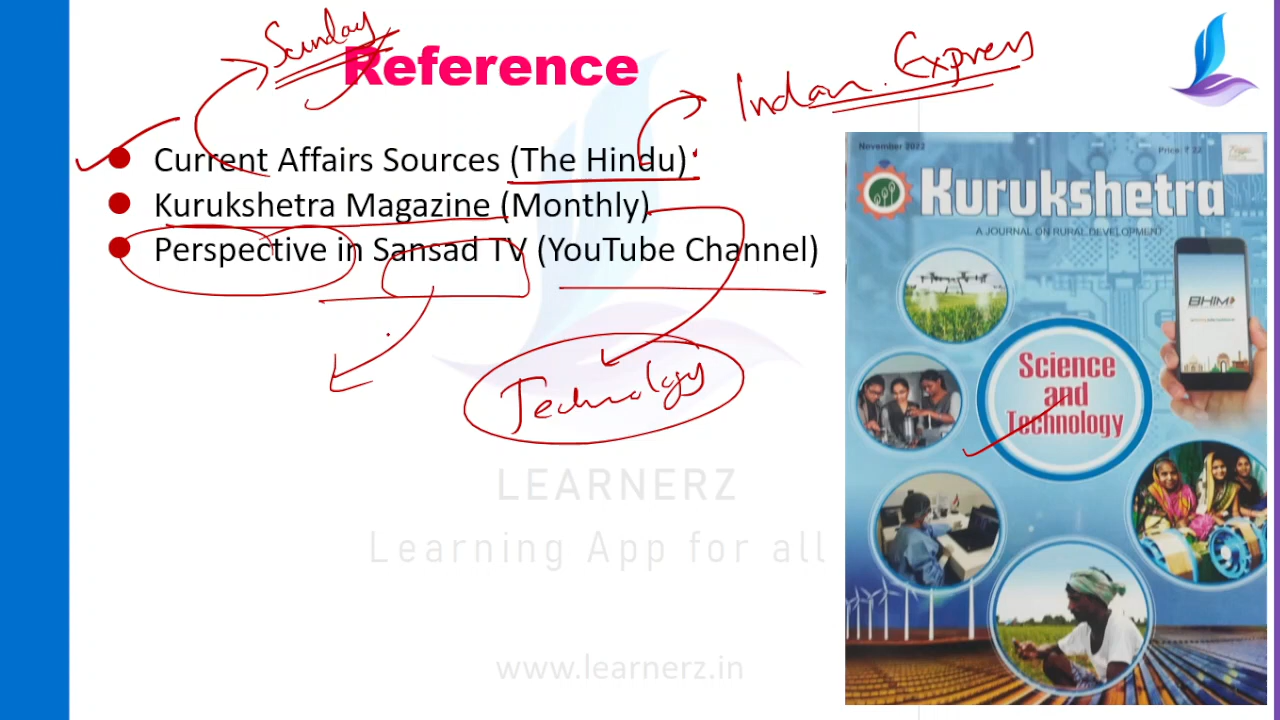 Sunday
Reference
Indian Express
Current Affairs Sources (The Hindu)
Kurukshetra Magazine (Monthly)
Perspective in Sansad TV (YouTube Channel)
Technology
LEARNERZ
Learning App for all
www.learnerz.in
November 2022
Price: ₹ 22
Kurukshetra
A JOURNAL ON RURAL DEVELOPMENT
BHIM
Science
and
Technology